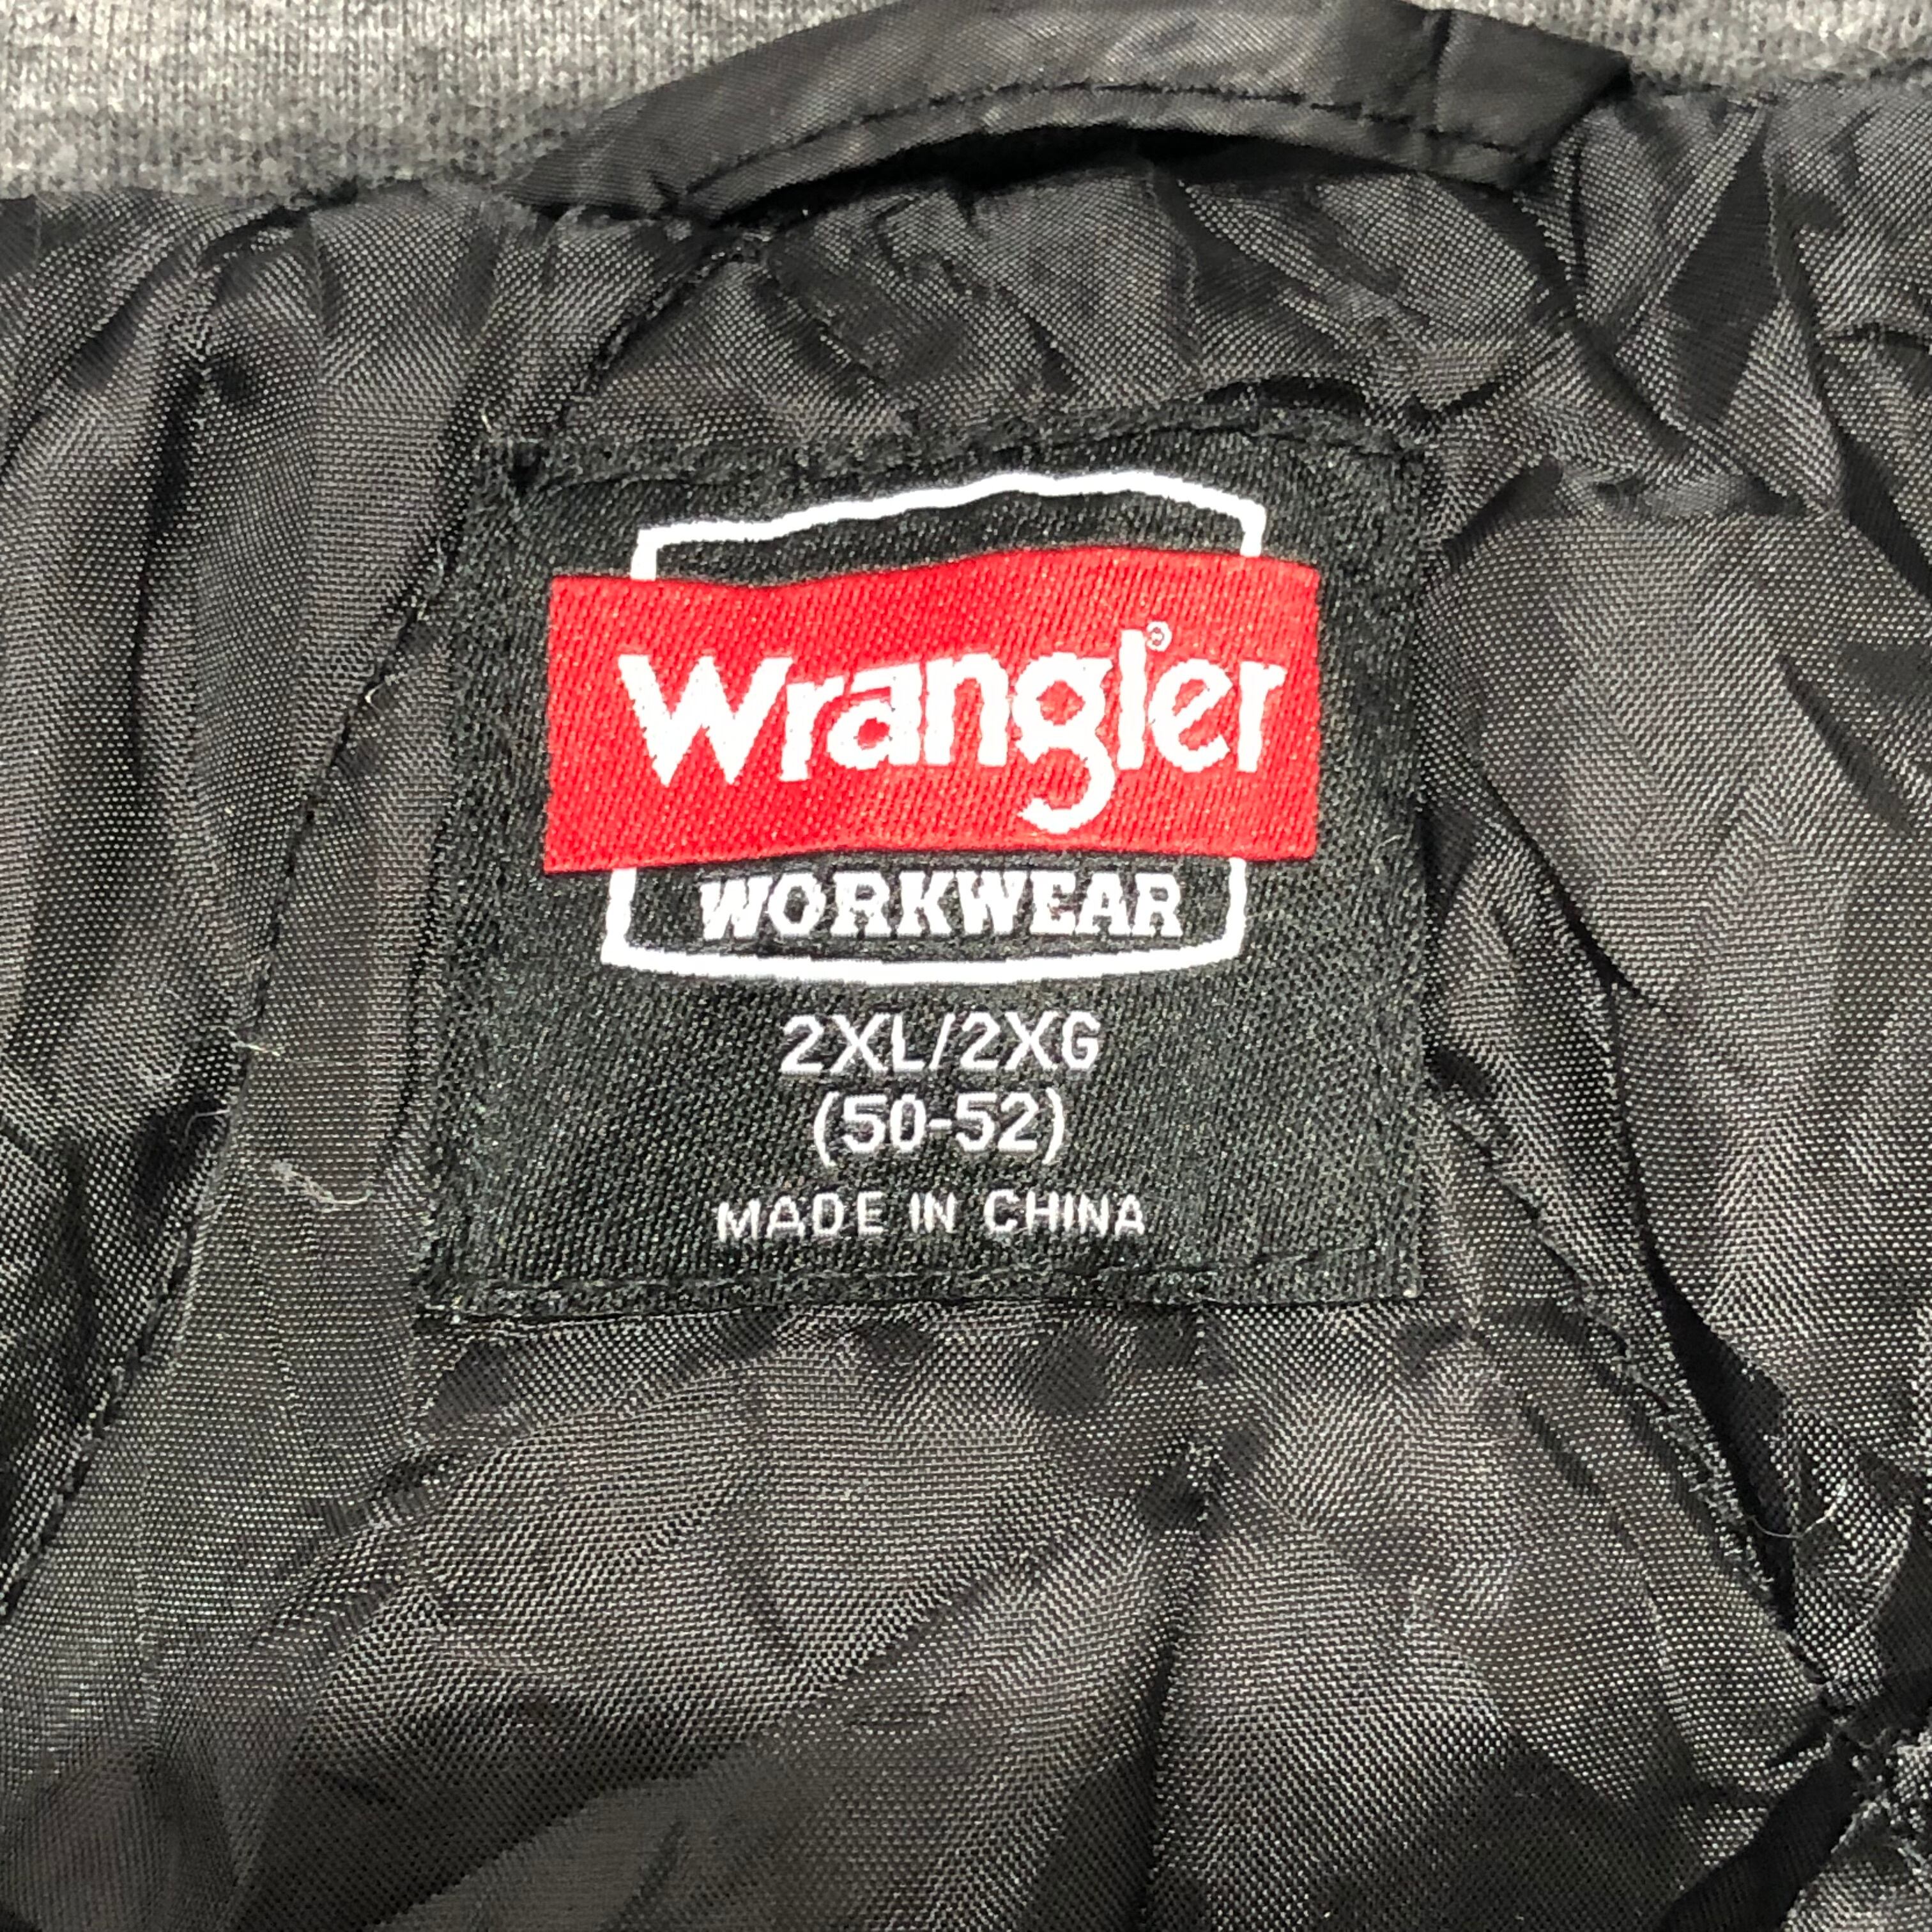 Wrangler®
WORKWEAR
2XL/2XG
(50-52)
MADE IN CHINA